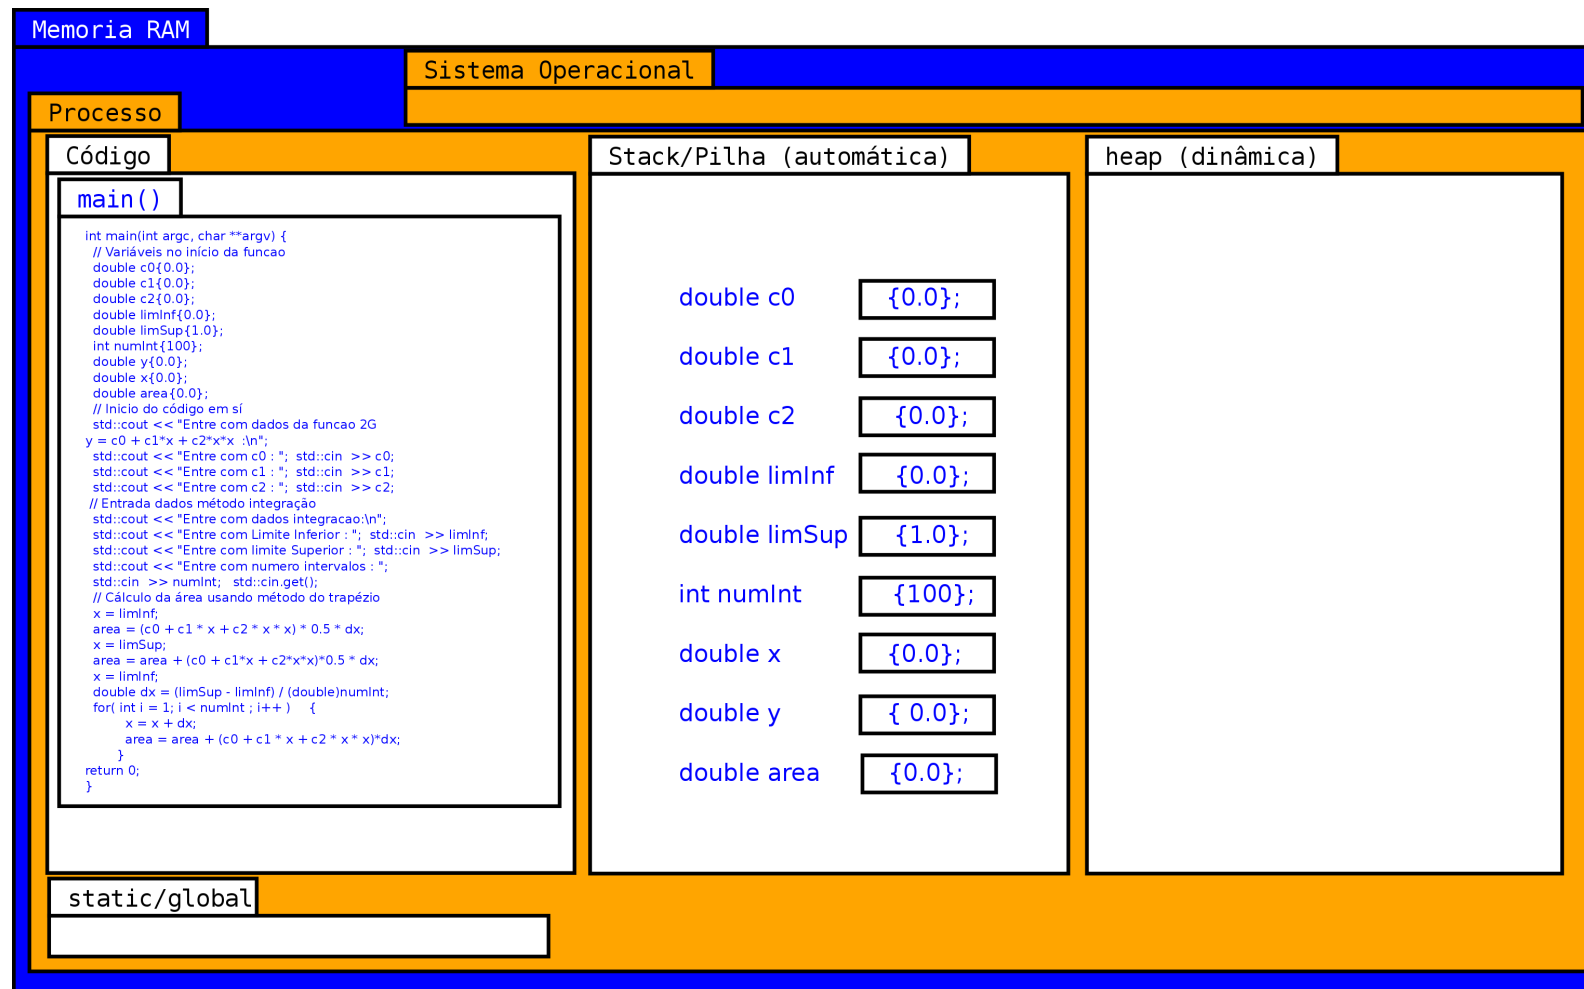 Memoria RAM
Sistema Operacional
Processo
Código
main()
int main(int argc, char **argv) {
// Variáveis no início da funcao
double c0{0.0};
double c1{0.0};
double c2{0.0};
double limInf{0.0};
double limSup{1.0};
int numInt{100};
double y{0.0};
double x{0.0};
double area{0.0};
// Inicio do código em sí
std::cout << "Entre com dados da funcao 2G
y = c0 + c1*x + c2*x*x  :\n";
std::cout << "Entre com c0 : ";  std::cin  >> c0;
std::cout << "Entre com c1 : ";  std::cin  >> c1;
std::cout << "Entre com c2 : ";  std::cin  >> c2;
// Entrada dados método integração
std::cout << "Entre com dados integracao:\n";
std::cout << "Entre com Limite Inferior : ";  std::cin  >> limInf;
std::cout << "Entre com limite Superior : ";  std::cin  >> limSup;
std::cout << "Entre com numero intervalos : ";
std::cin  >> numInt;   std::cin.get();
// Cálculo da área usando método do trapézio
x = limInf;
area = (c0 + c1 * x + c2 * x * x) * 0.5 * dx;
x = limSup;
area = area + (c0 + c1*x + c2*x*x)*0.5 * dx;
x = limInf;
double dx = (limSup - limInf) / (double)numInt;
for( int i = 1; i < numInt ; i++ )    {
x = x + dx;
area = area + (c0 + c1 * x + c2 * x * x)*dx;
}
return 0;
}
Stack/Pilha (automática)
double c0 {0.0};
double c1 {0.0};
double c2 {0.0};
double limInf {0.0};
double limSup {1.0};
int numInt {100};
double x {0.0};
double y { 0.0};
double area {0.0};
heap (dinâmica)
static/global